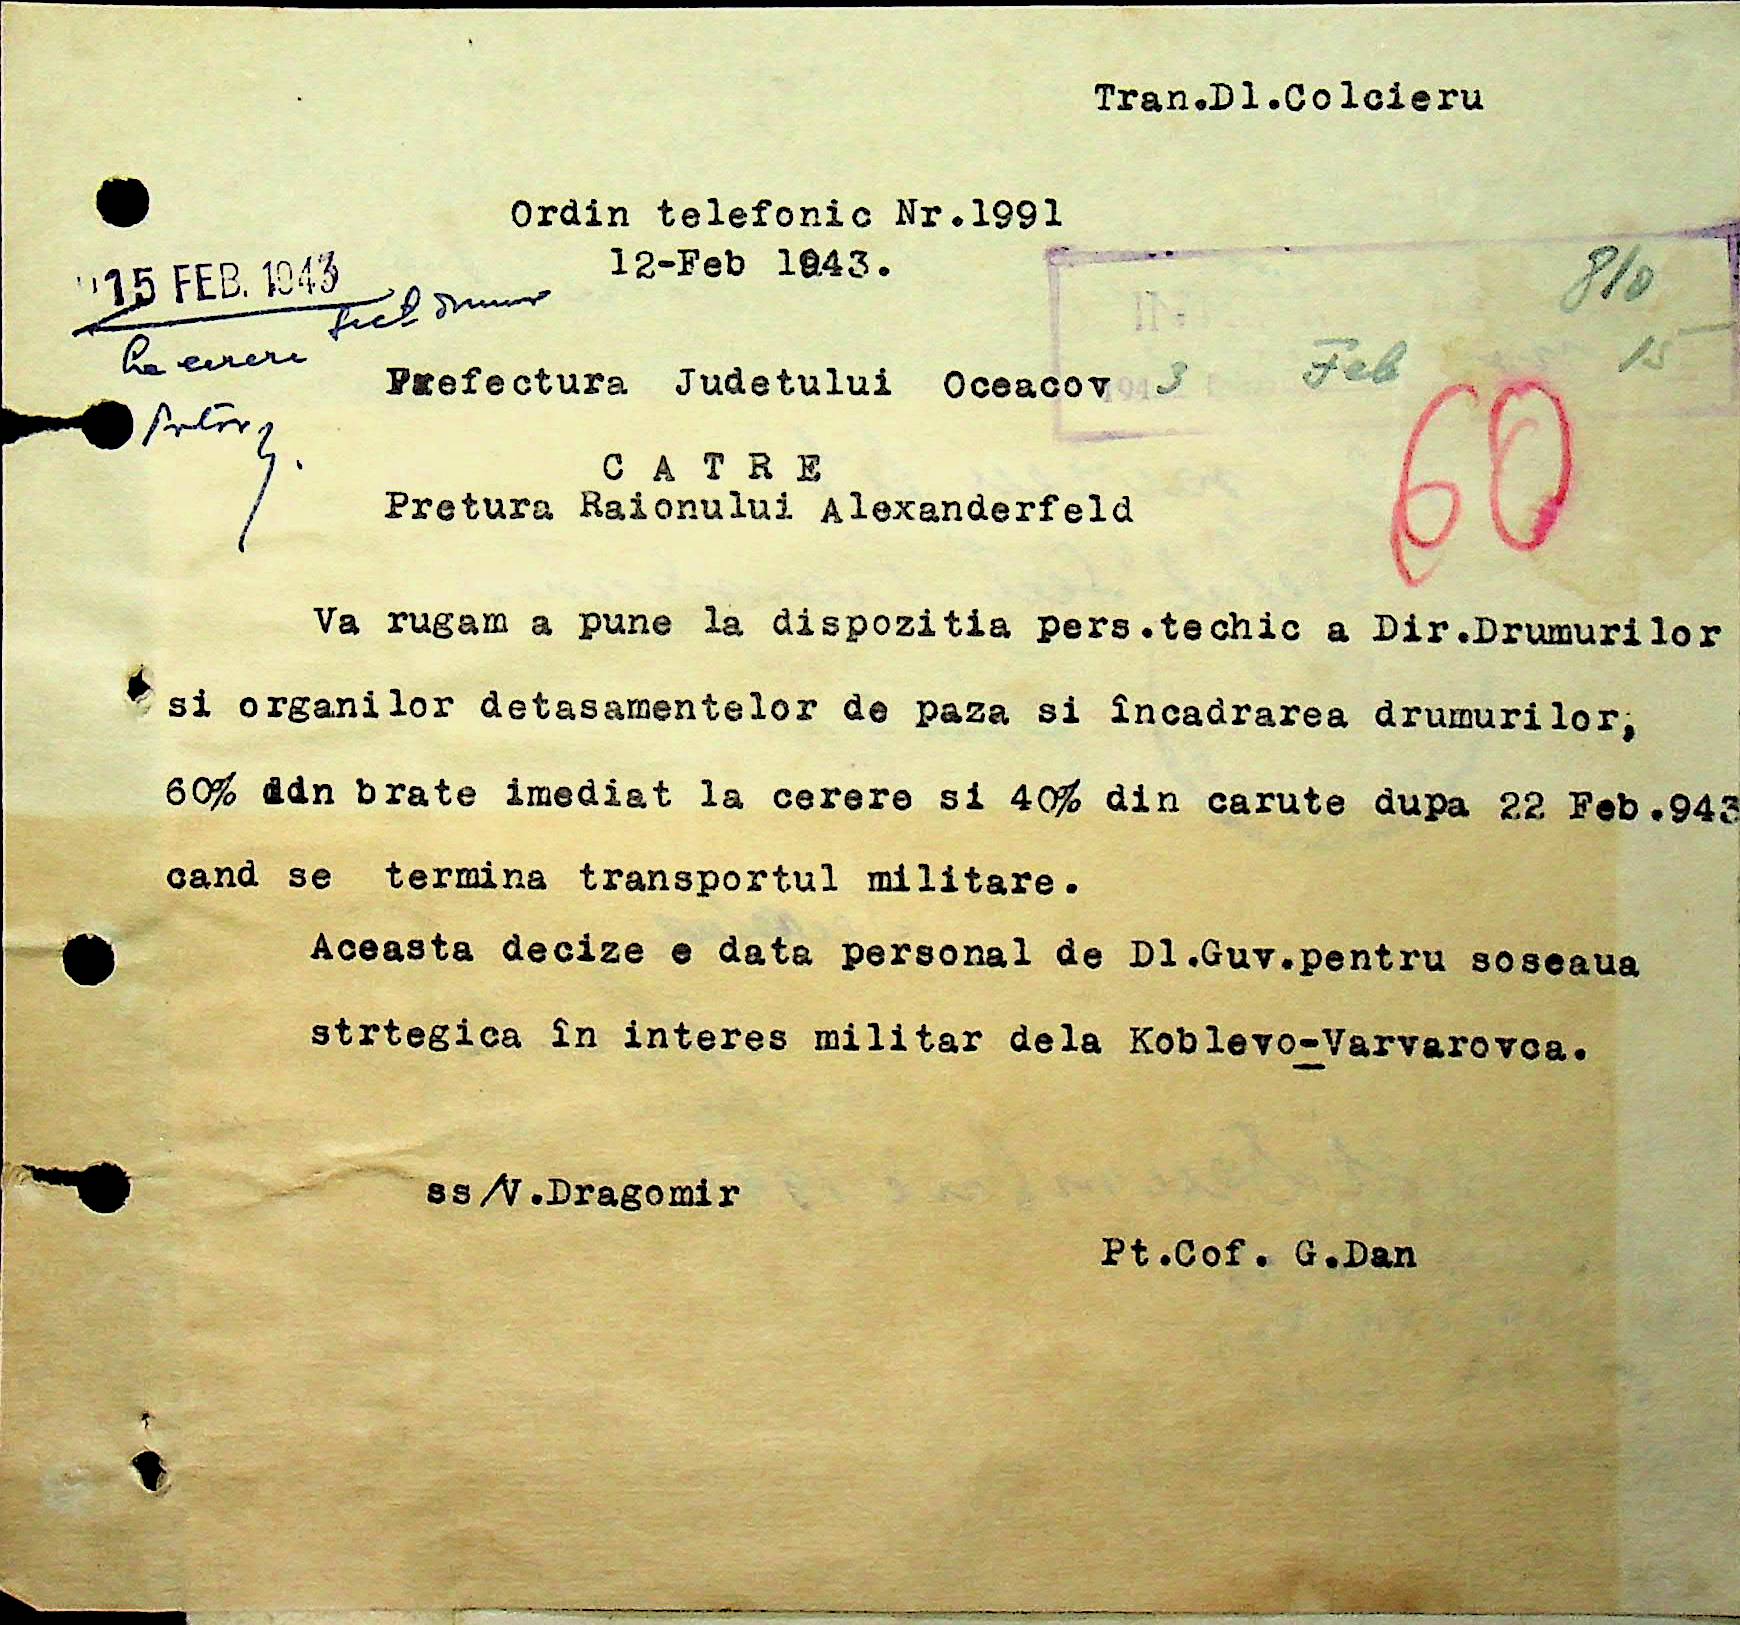 Tran.Dl.Colcieru
Ordin telefonic Nr.1991
12-Feb 1943.
15 FEB. 1943
La cerere
810
3 Feb 15
Prefectura Judetului Oceacov
60
C A T R E
Pretura Raionului Alexanderfeld
Va rugam a pune la dispozitia pers.techic a Dir.Drumurilor
si organilor detasamentelor de paza si încadrarea drumurilor,
60% ddn brate imediat la cerere si 40% din carute dupa 22 Feb.943
cand se termina transportul militare.
Aceasta decize e data personal de Dl.Guv.pentru soseaua
strtegica în interes militar dela Koblevo-Varvarovca.
ss/V.Dragomir
Pt.Cof. G.Dan